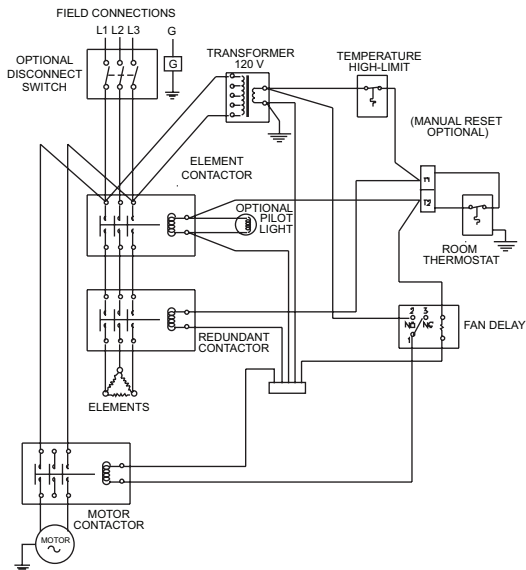 FIELD CONNECTIONS
L1 L2 L3
G
G
OPTIONAL
DISCONNECT
SWITCH
TRANSFORMER
120 V
TEMPERATURE
HIGH-LIMIT
(MANUAL RESET
OPTIONAL)
ELEMENT
CONTACTOR
OPTIONAL
PILOT
LIGHT
T1
T2
ROOM
THERMOSTAT
REDUNDANT
CONTACTOR
2 3
NO NC
1
FAN DELAY
ELEMENTS
MOTOR
CONTACTOR
MOTOR